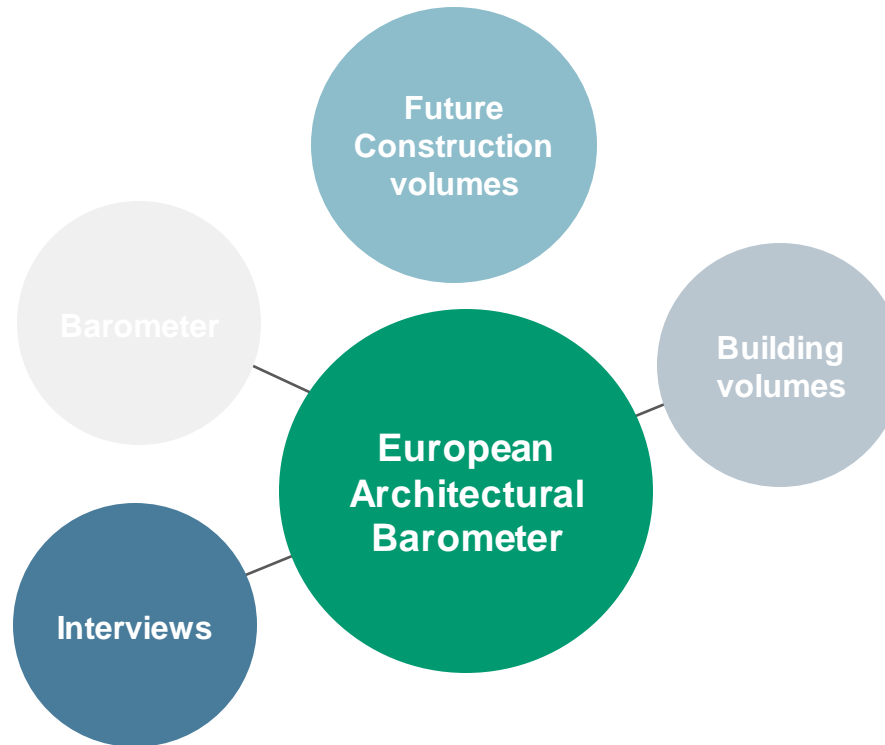 Future
Construction
volumes
Barometer
Building
volumes
European
Architectural
Barometer
Interviews